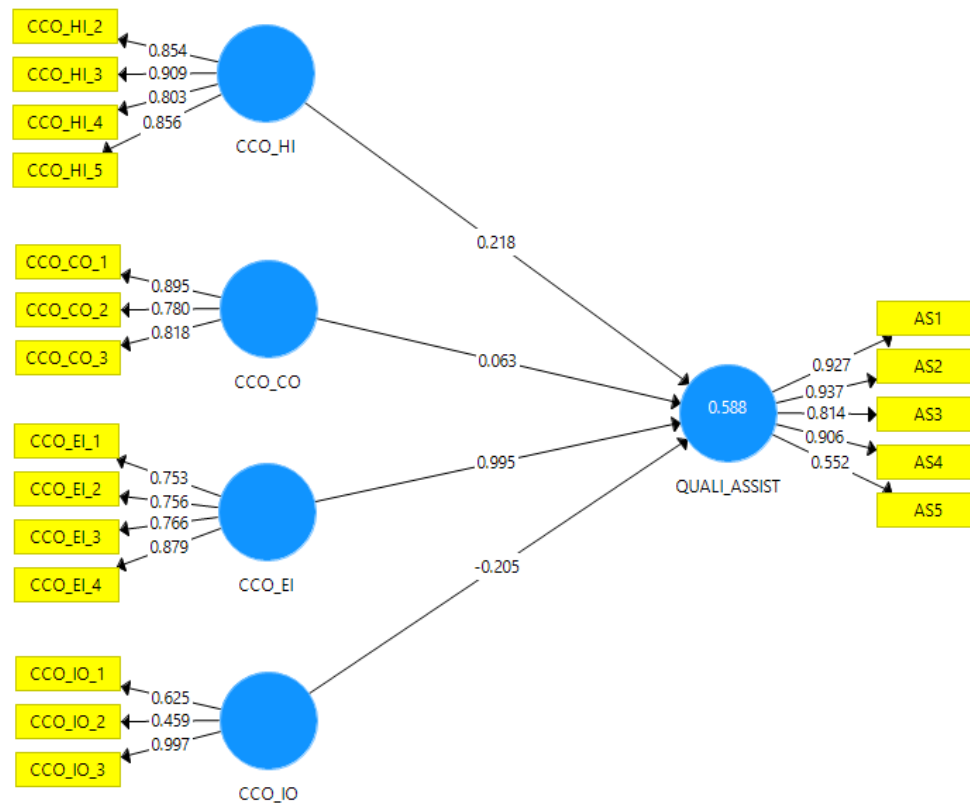 CCO_HI_2
CCO_HI_3
CCO_HI_4
CCO_HI_5
0.854
0.909
0.803
0.856
CCO_HI
0.218
CCO_CO_1
CCO_CO_2
CCO_CO_3
0.895
0.780
0.818
CCO_CO
0.063
CCO_EI_1
CCO_EI_2
CCO_EI_3
CCO_EI_4
0.753
0.756
0.766
0.879
CCO_EI
0.995
CCO_IO_1
CCO_IO_2
CCO_IO_3
0.625
0.459
0.997
CCO_IO
-0.205
0.588
QUALI_ASSIST
0.927
0.937
0.814
0.906
0.552
AS1
AS2
AS3
AS4
AS5